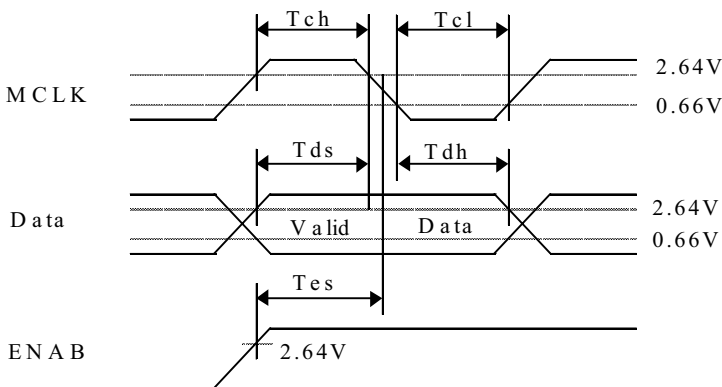 Tch Tcl
2.64V
MCLK
0.66V
Tds Tdh
Data
2.64V
Valid Data
0.66V
Tes
ENAB
2.64V